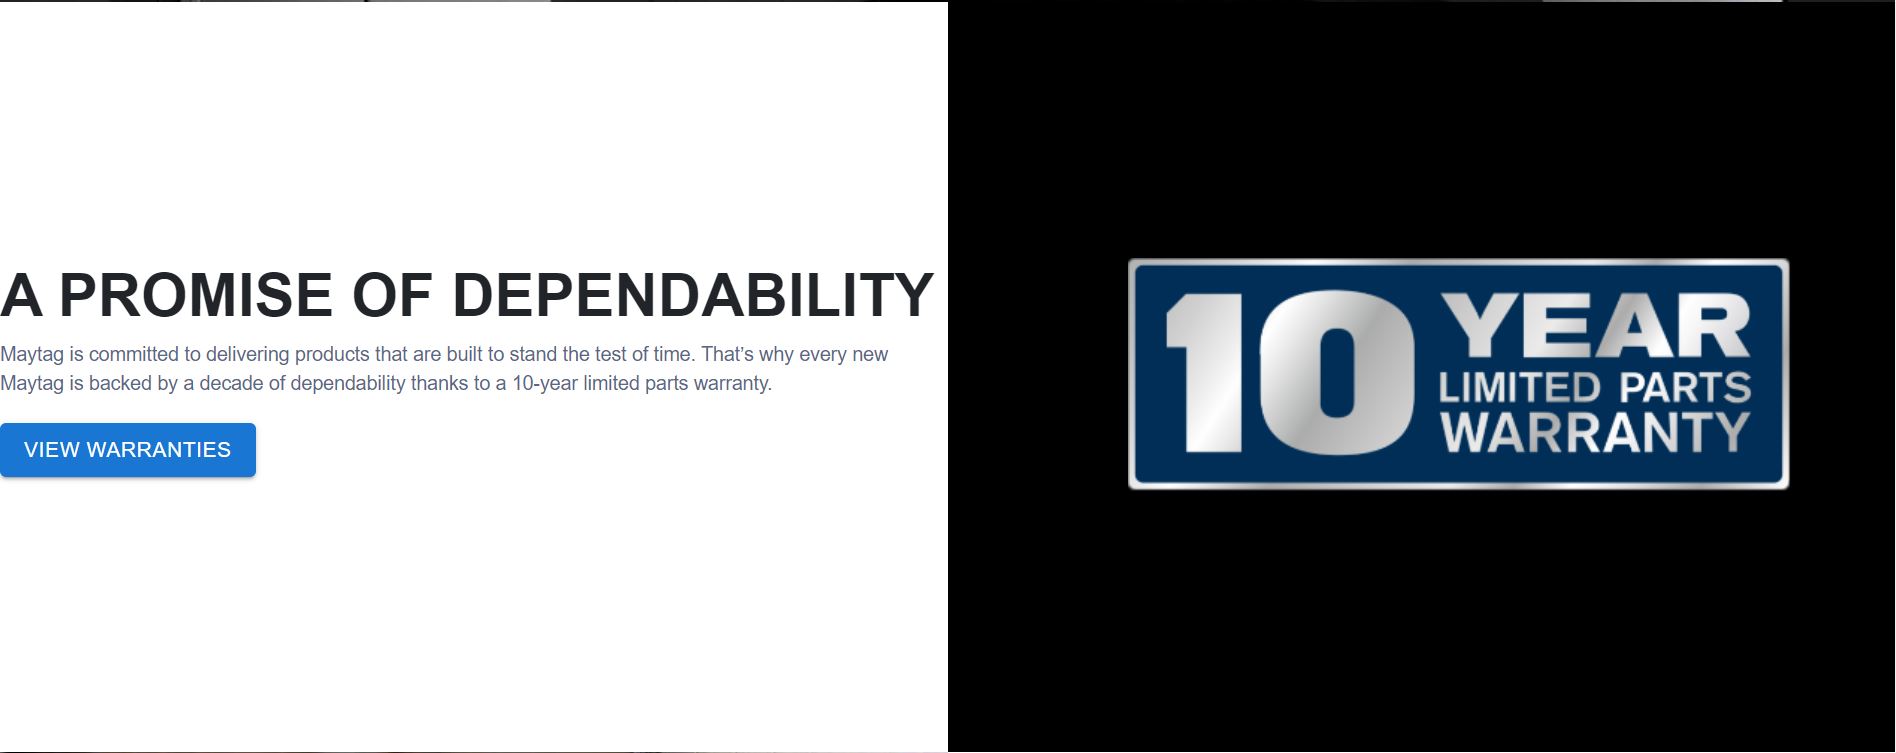 A PROMISE OF DEPENDABILITY
Maytag is committed to delivering products that are built to stand the test of time. That’s why every new
Maytag is backed by a decade of dependability thanks to a 10-year limited parts warranty.
VIEW WARRANTIES
10 YEAR
LIMITED PARTS
WARRANTY